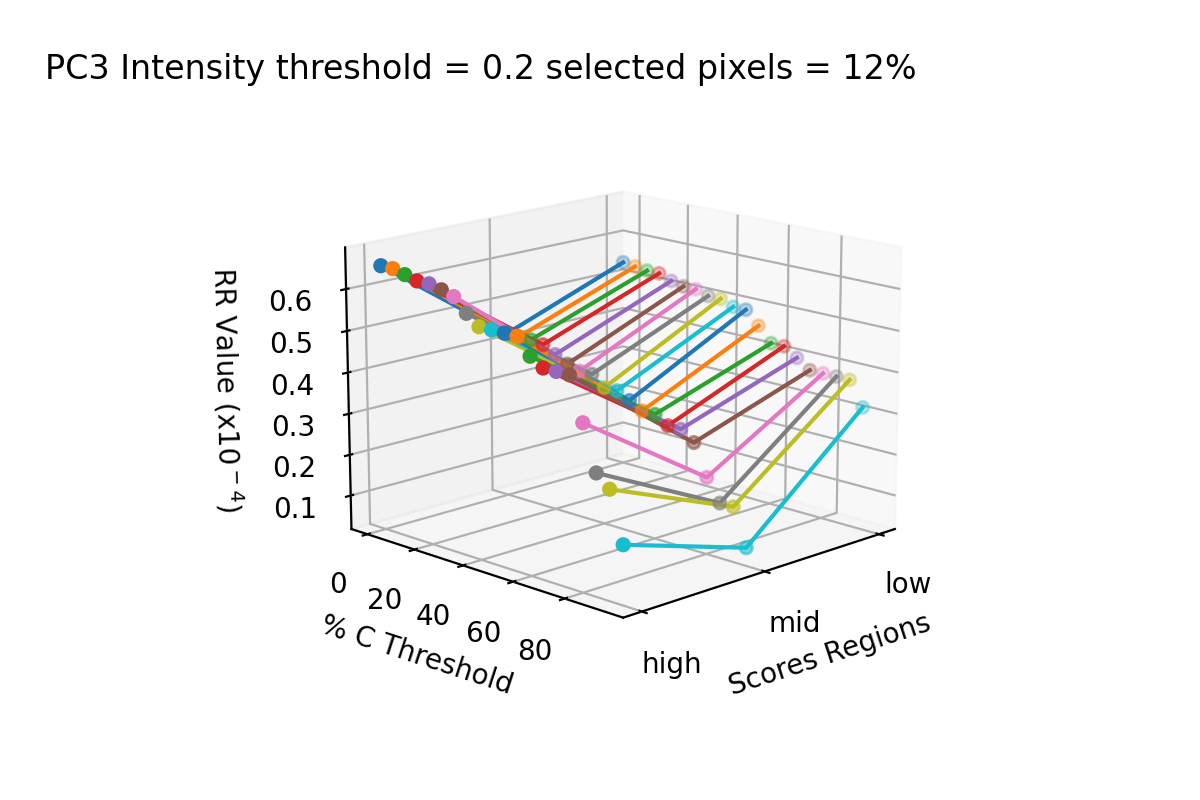 PC3 Intensity threshold = 0.2 selected pixels = 12%
RR Value (x10⁻⁴)
0.6
0.5
0.4
0.3
0.2
0.1
0
20
40
60
80
% C Threshold
high
mid
low
Scores Regions